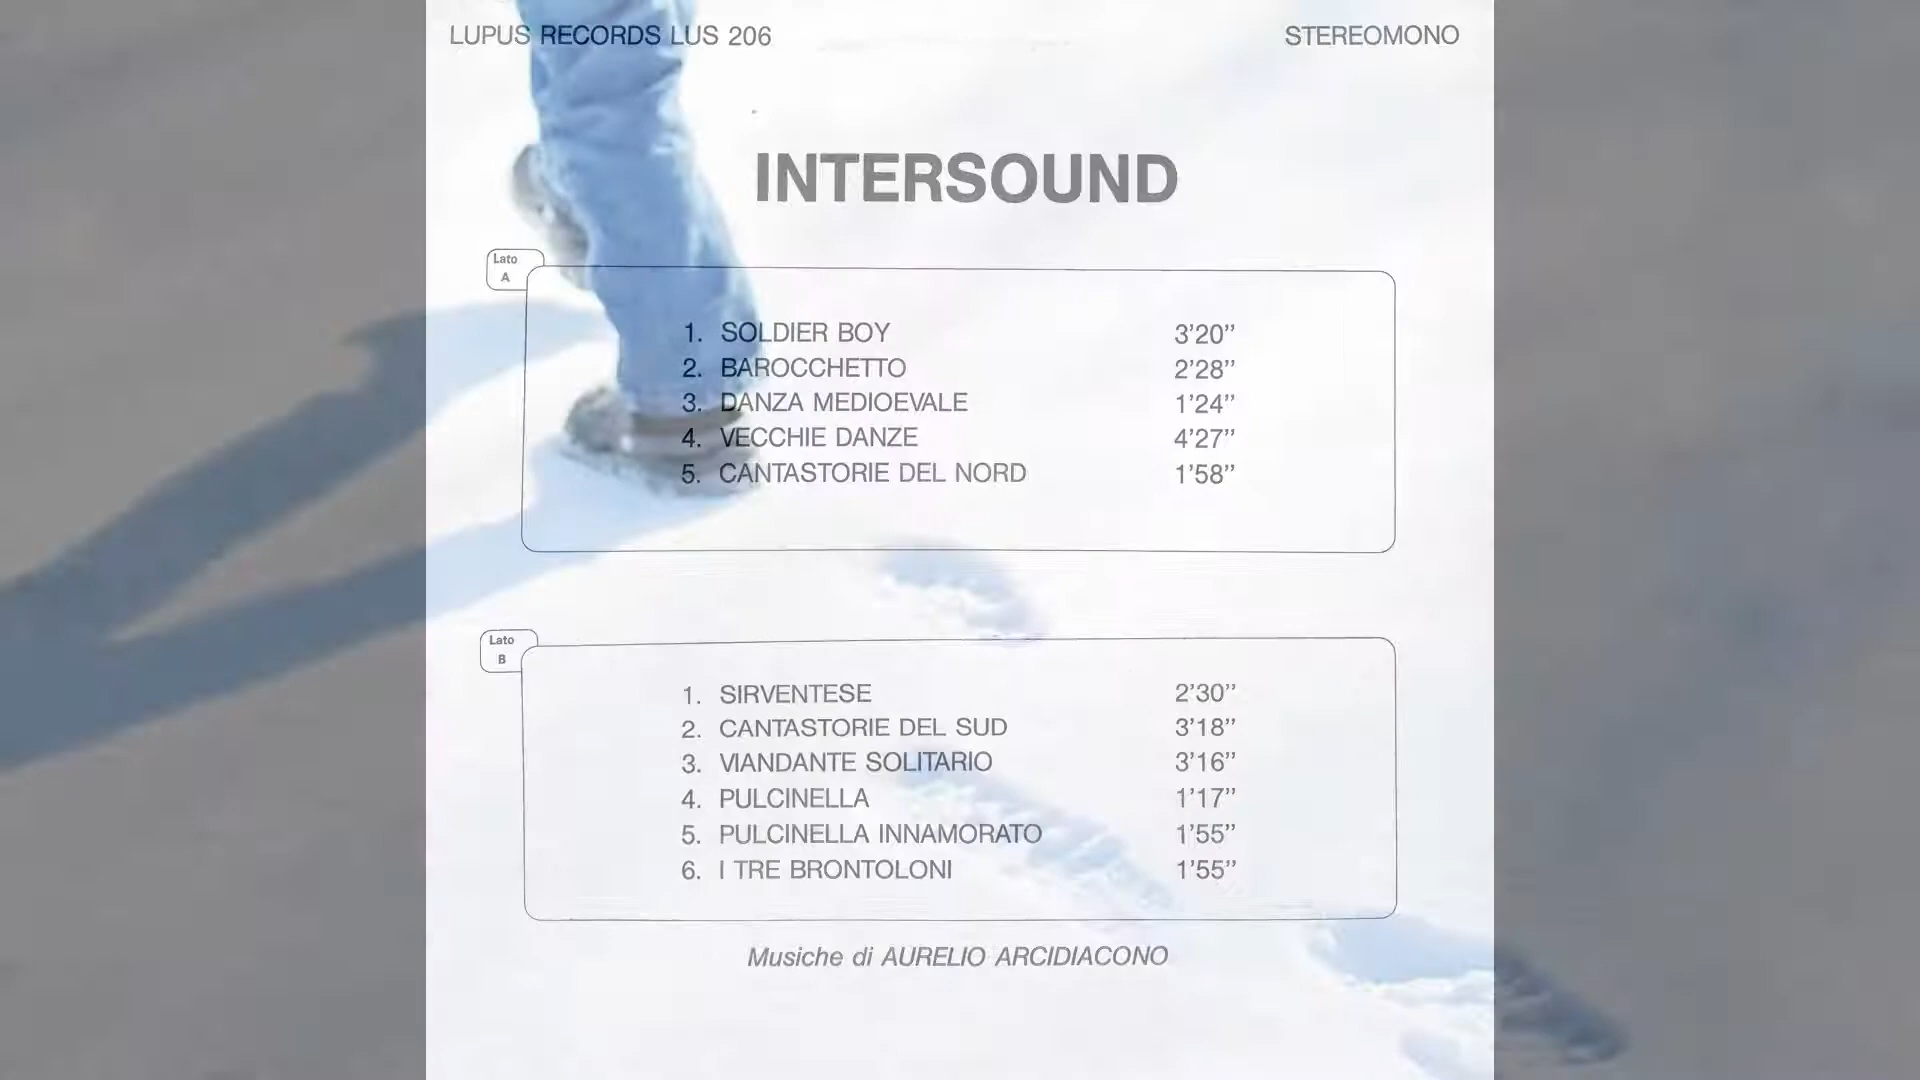 LUPUS RECORDS LUS 206 STEREOMONO
INTERSOUND
Lato
A
1. SOLDIER BOY 3'20"
2. BAROCCHETTO 2'28"
3. DANZA MEDIOEVALE 1'24"
4. VECCHIE DANZE 4'27"
5. CANTASTORIE DEL NORD 1'58"
Lato
B
1. SIRVENTESE 2'30"
2. CANTASTORIE DEL SUD 3'18"
3. VIANDANTE SOLITARIO 3'16"
4. PULCINELLA 1'17"
5. PULCINELLA INNAMORATO 1'55"
6. I TRE BRONTOLONI 1'55"
Musiche di AURELIO ARCIDIACONO